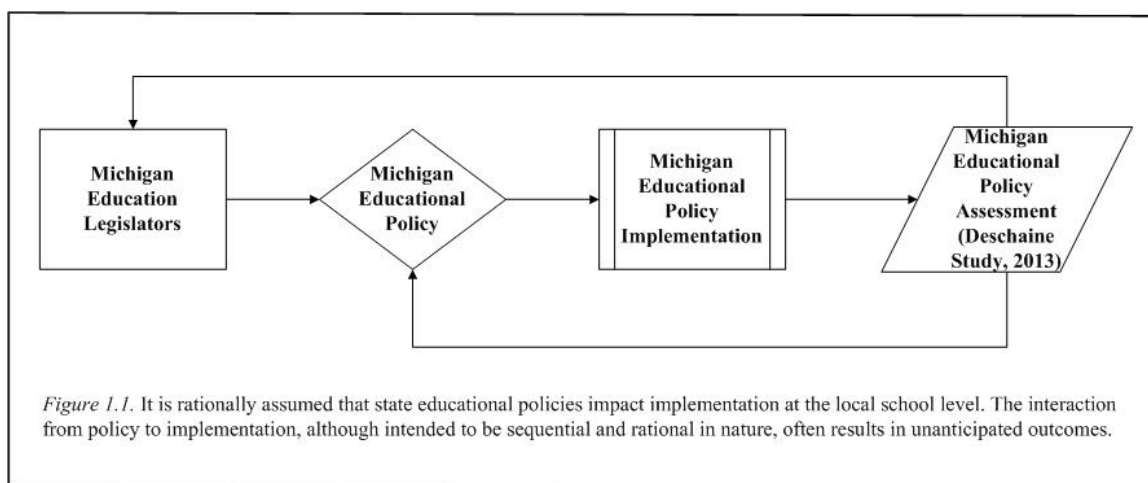 Michigan
Education
Legislators
Michigan
Educational
Policy
Michigan
Educational
Policy
Implementation
Michigan
Educational
Policy
Assessment
(Deschaine
Study, 2013)
Figure 1.1. It is rationally assumed that state educational policies impact implementation at the local school level. The interaction
from policy to implementation, although intended to be sequential and rational in nature, often results in unanticipated outcomes.